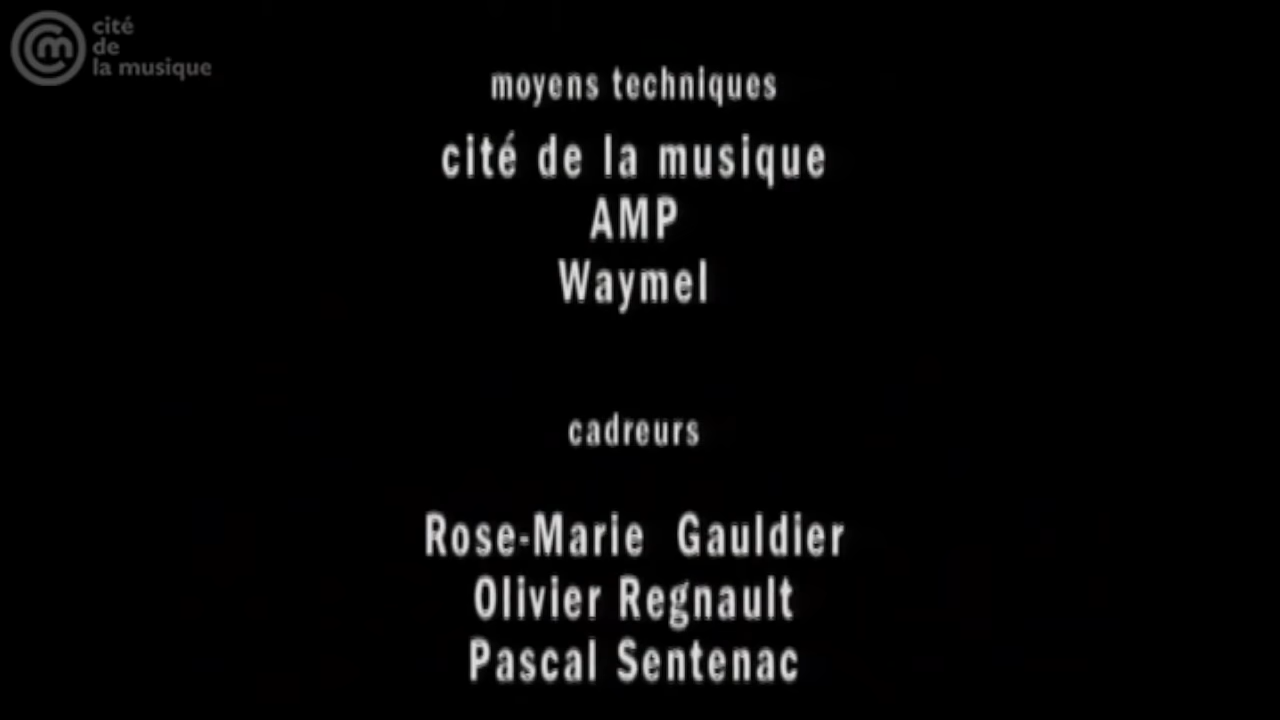 cité
de
la musique
moyens techniques
cité de la musique
AMP
Waymel
cadreurs
Rose-Marie Gauldier
Olivier Regnault
Pascal Sentenac